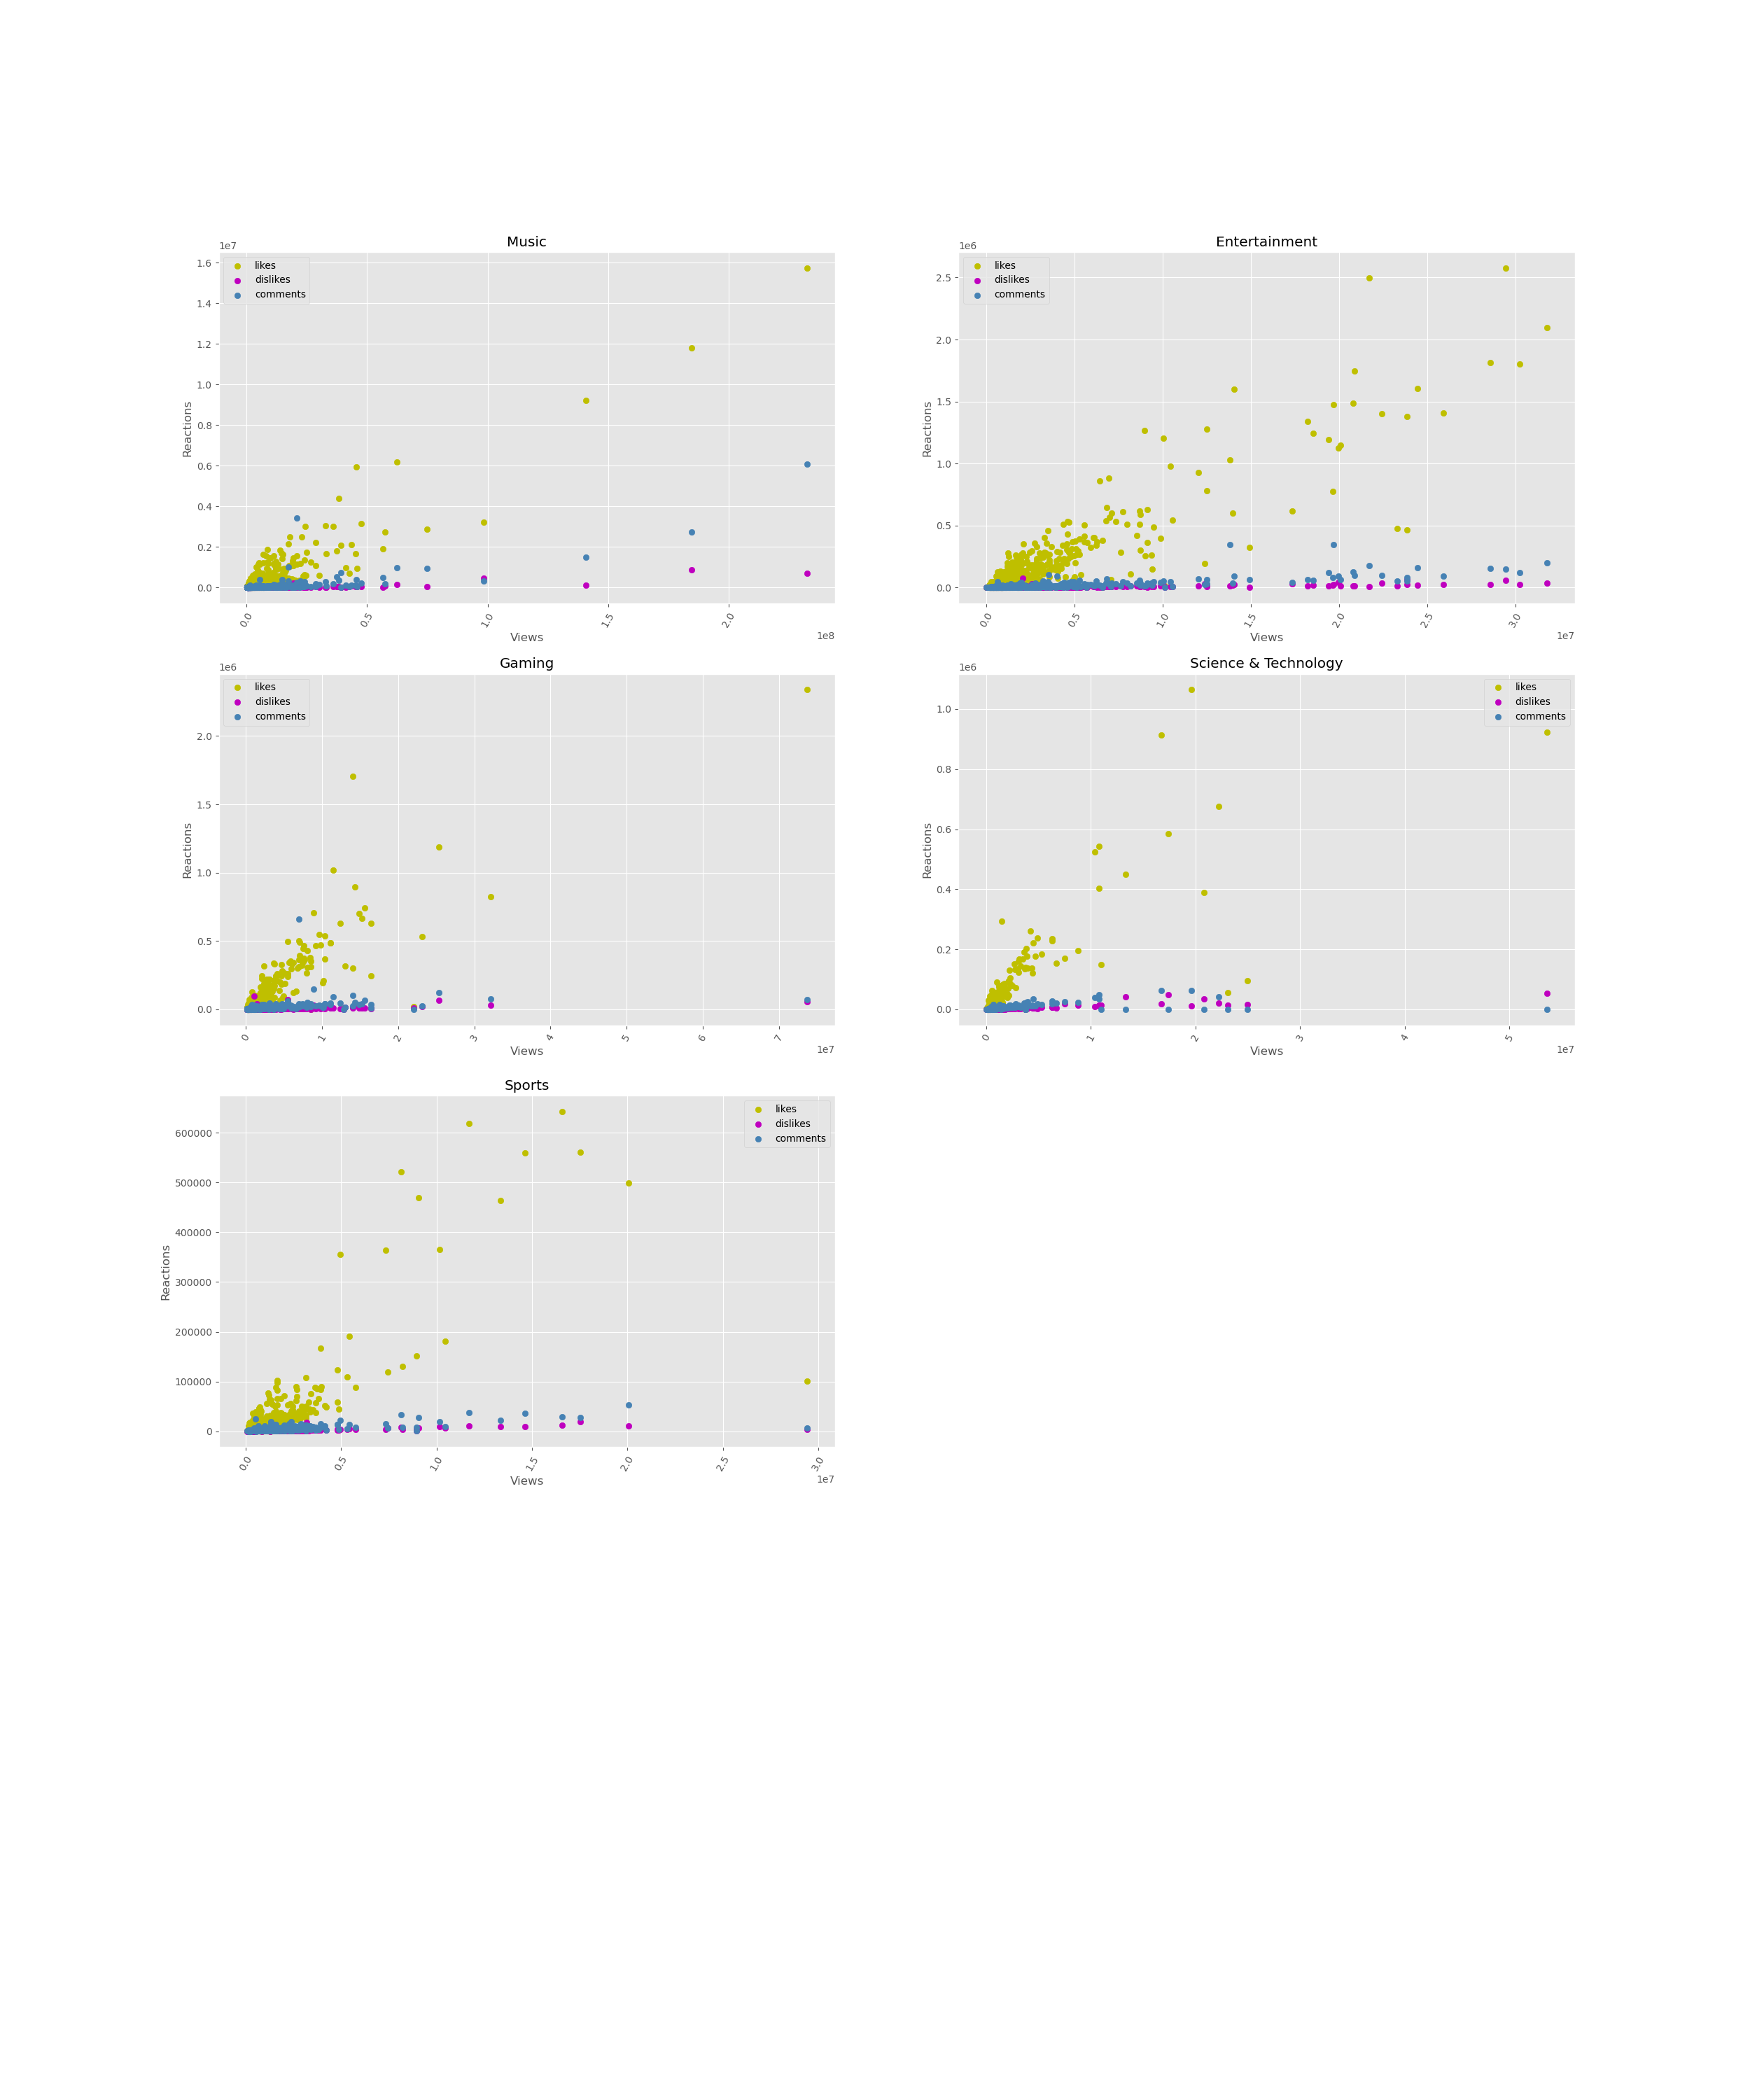 Music
1e7
likes
dislikes
comments
1.6
1.4
1.2
1.0
0.8
0.6
0.4
0.2
0.0
Reactions
0.0
0.5
1.0
1.5
2.0
Views
1e8
Entertainment
1e6
likes
dislikes
comments
2.5
2.0
1.5
1.0
0.5
0.0
Reactions
0.0
0.5
1.0
1.5
2.0
2.5
3.0
Views
1e7
Gaming
1e6
likes
dislikes
comments
2.0
1.5
1.0
0.5
0.0
Reactions
0
1
2
3
4
5
6
7
Views
1e7
Science & Technology
1e6
likes
dislikes
comments
1.0
0.8
0.6
0.4
0.2
0.0
Reactions
0
1
2
3
4
5
Views
1e7
Sports
likes
dislikes
comments
600000
500000
400000
300000
200000
100000
0
Reactions
0.0
0.5
1.0
1.5
2.0
2.5
3.0
Views
1e7